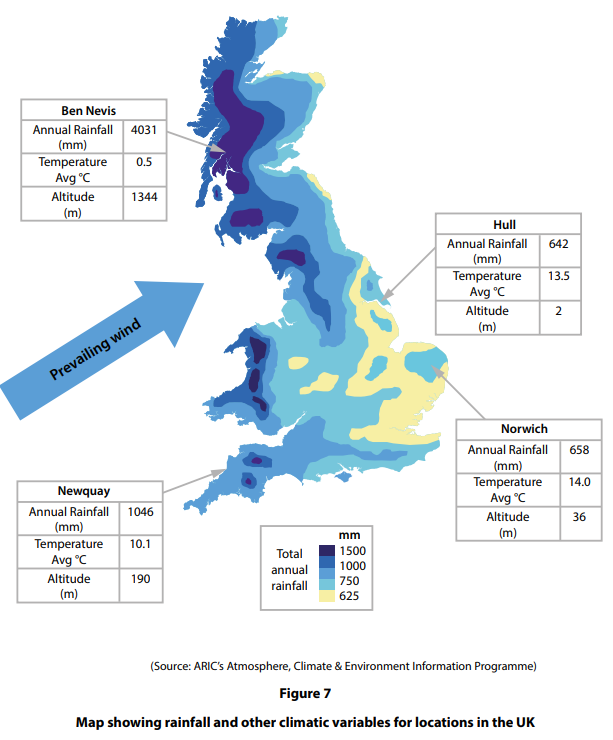 Ben Nevis
Annual Rainfall 4031
(mm)
Temperature 0.5
Avg °C
Altitude 1344
(m)
Hull
Annual Rainfall 642
(mm)
Temperature 13.5
Avg °C
Altitude 2
(m)
Prevailing wind
Norwich
Annual Rainfall 658
(mm)
Temperature 14.0
Avg °C
Altitude 36
(m)
Newquay
Annual Rainfall 1046
(mm)
Temperature 10.1
Avg °C
Altitude 190
(m)
mm
Total annual rainfall
1500
1000
750
625
(Source: ARIC's Atmosphere, Climate & Environment Information Programme)
Figure 7
Map showing rainfall and other climatic variables for locations in the UK